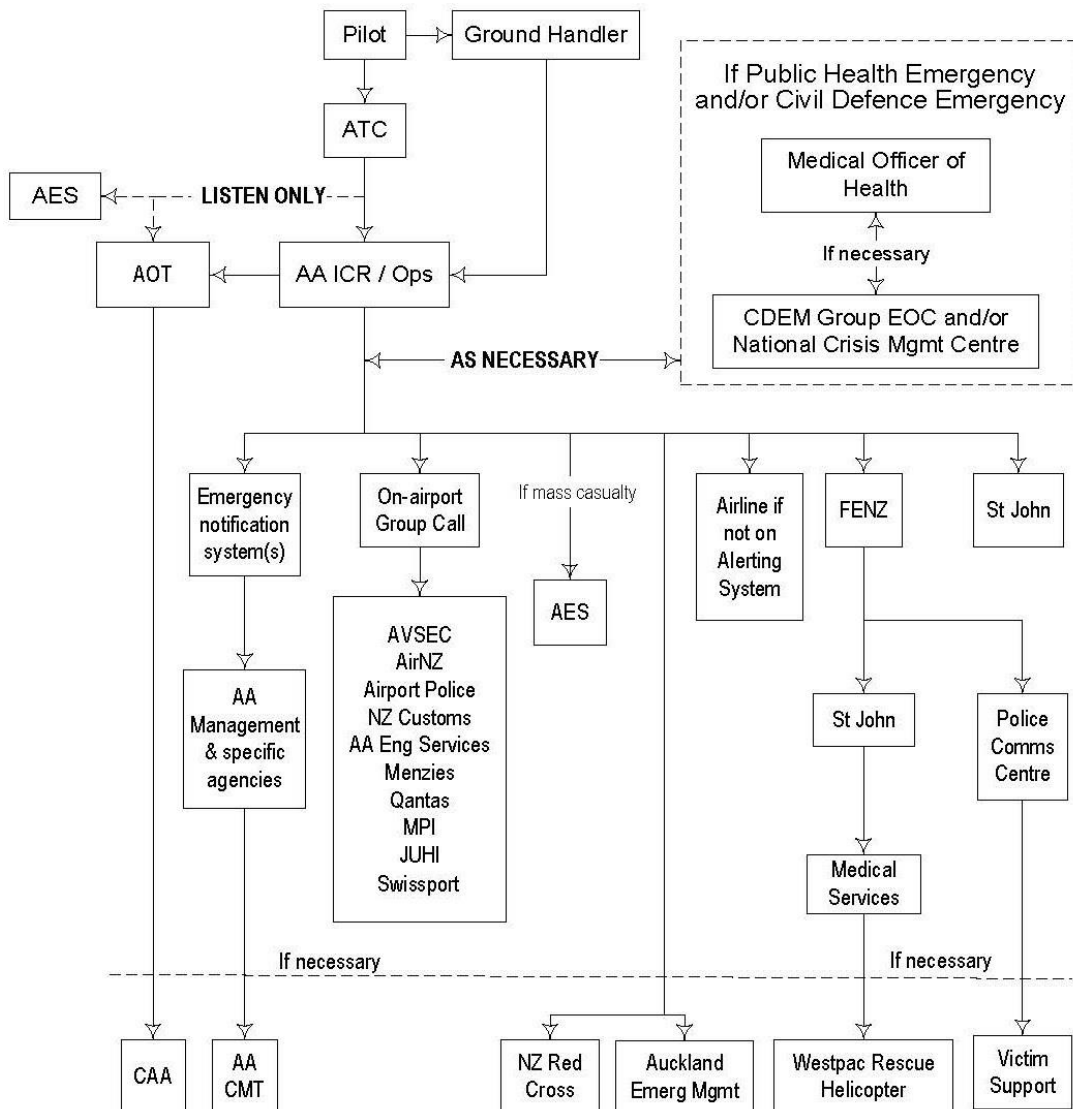 Pilot
Ground Handler
If Public Health Emergency
and/or Civil Defence Emergency
ATC
Medical Officer of
Health
AES
LISTEN ONLY
If necessary
AOT
AA ICR / Ops
CDEM Group EOC and/or
National Crisis Mgmt Centre
AS NECESSARY
Emergency
notification
system(s)
On-airport
Group Call
If mass casualty
Airline if
not on
Alerting
System
FENZ
St John
AES
AVSEC
AirNZ
Airport Police
NZ Customs
AA Eng Services
Menzies
Qantas
MPI
JUHI
Swissport
AA
Management
& specific
agencies
St John
Police
Comms
Centre
Medical
Services
If necessary
If necessary
CAA
AA
CMT
NZ Red
Cross
Auckland
Emerg Mgmt
Westpac Rescue
Helicopter
Victim
Support